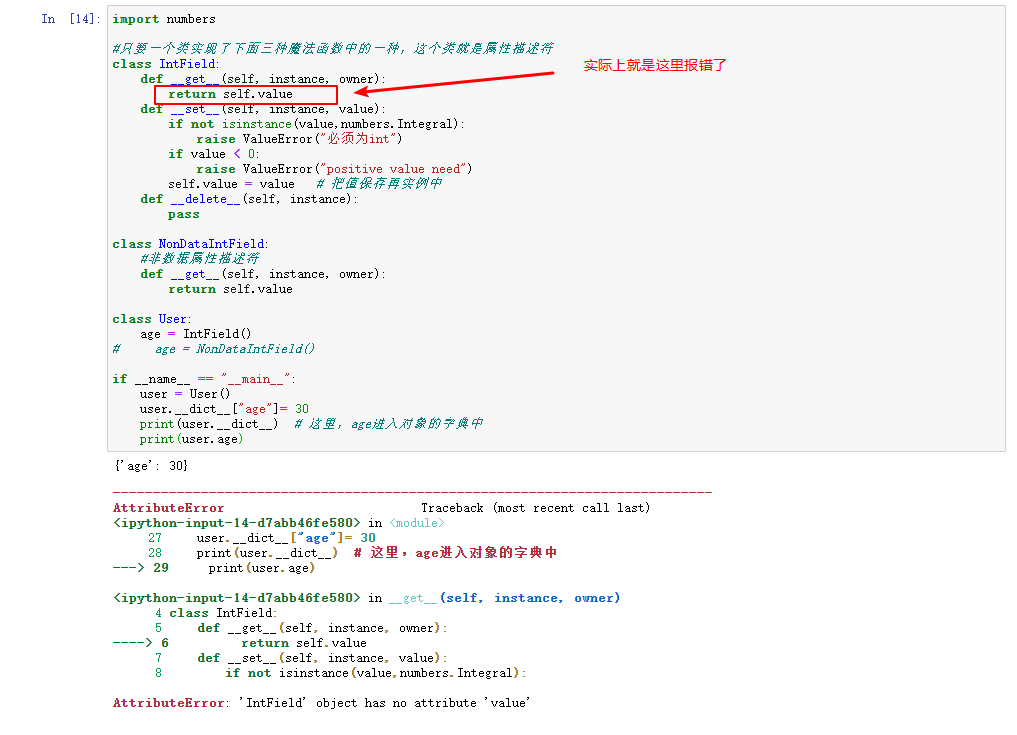 In [14]: import numbers
#只要一个类实现了下面三种魔法函数中的一种，这个类就是属性描述符
class IntField:
    def __get__(self, instance, owner):
        return self.value
实际上就是这里报错了
    def __set__(self, instance, value):
        if not isinstance(value,numbers.Integral):
            raise ValueError("必须为int")
        if value < 0:
            raise ValueError("positive value need")
        self.value = value   # 把值保存再实例中
    def __delete__(self, instance):
        pass
class NonDataIntField:
    #非数据属性描述符
    def __get__(self, instance, owner):
        return self.value
class User:
    age = IntField()
#     age = NonDataIntField()
if __name__ == "__main__":
    user = User()
    user.__dict__["age"]= 30
    print(user.__dict__)  # 这里，age进入对象的字典中
    print(user.age)
{'age': 30}
---------------------------------------------------------------------------
AttributeError                            Traceback (most recent call last)
<ipython-input-14-d7abb46fe580> in <module>
     27     user.__dict__["age"]= 30
     28     print(user.__dict__)  # 这里，age进入对象的字典中
---> 29     print(user.age)
<ipython-input-14-d7abb46fe580> in __get__(self, instance, owner)
      4 class IntField:
      5     def __get__(self, instance, owner):
----> 6         return self.value
      7     def __set__(self, instance, value):
      8         if not isinstance(value,numbers.Integral):
AttributeError: 'IntField' object has no attribute 'value'